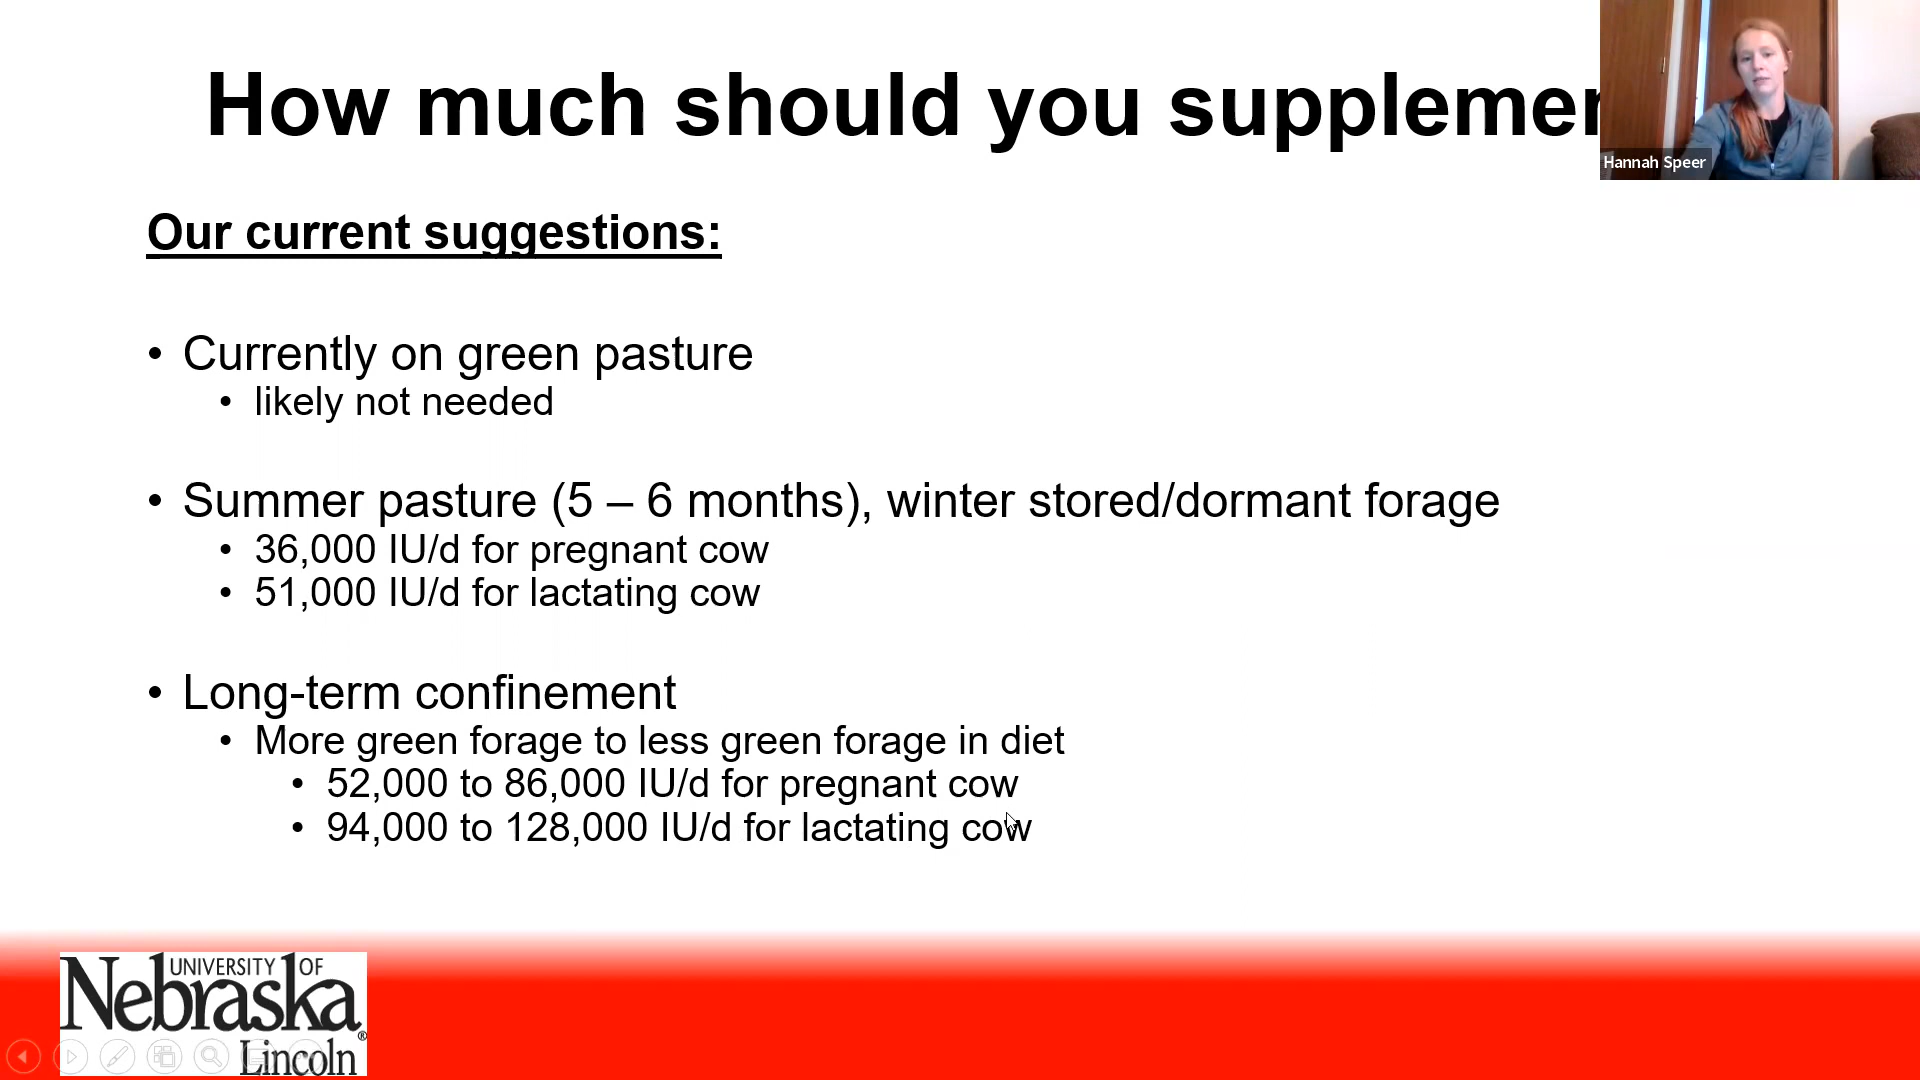 How much should you supplemen
Hannah Speer
Our current suggestions:
• Currently on green pasture
• likely not needed
• Summer pasture (5 – 6 months), winter stored/dormant forage
• 36,000 IU/d for pregnant cow
• 51,000 IU/d for lactating cow
• Long-term confinement
• More green forage to less green forage in diet
• 52,000 to 86,000 IU/d for pregnant cow
• 94,000 to 128,000 IU/d for lactating cow
UNIVERSITY OF
Nebraska®
Lincoln